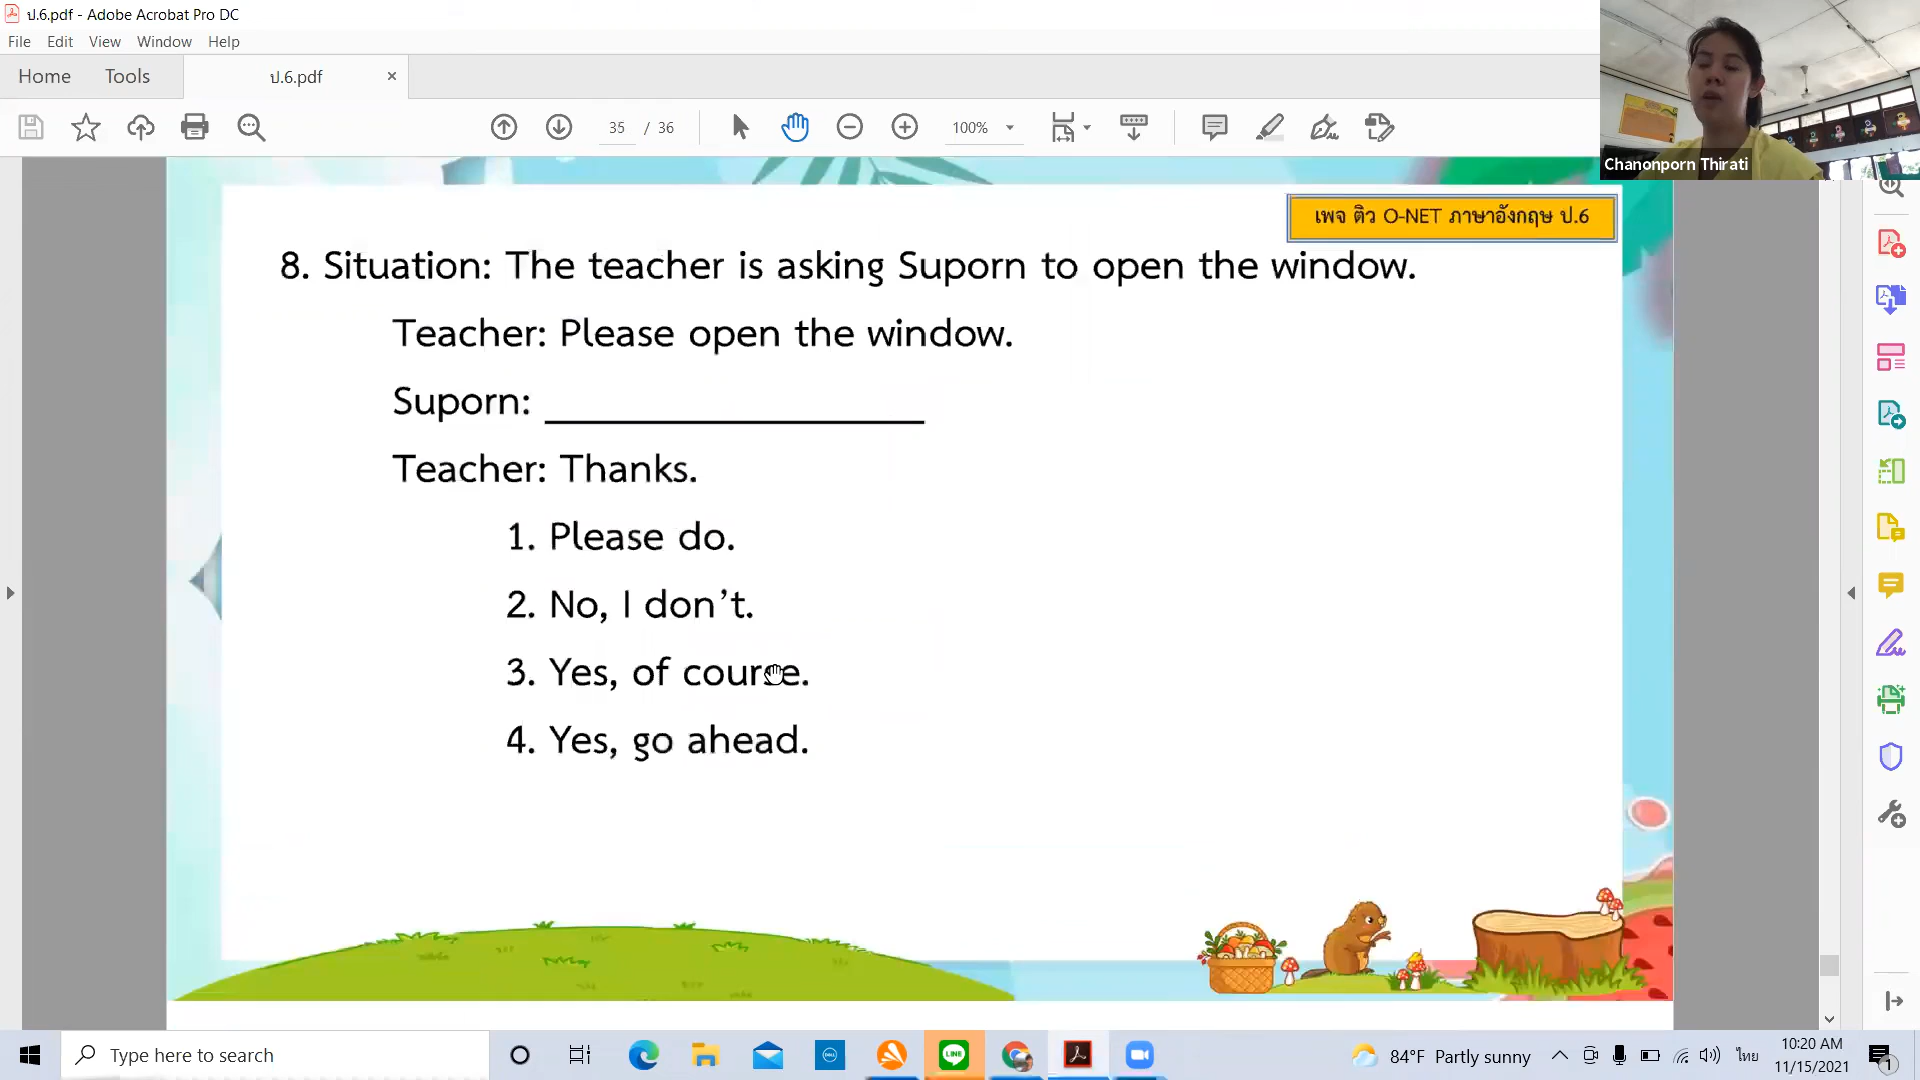 ป.6.pdf - Adobe Acrobat Pro DC
File Edit View Window Help
Home Tools ป.6.pdf ×
35 / 36 100%
Chanonporn Thirati
เพจ ติว O-NET ภาษาอังกฤษ ป.6
8. Situation: The teacher is asking Suporn to open the window.
Teacher: Please open the window.
Suporn: ____________________
Teacher: Thanks.
1. Please do.
2. No, I don't.
3. Yes, of course.
4. Yes, go ahead.
Type here to search
DELL
LINE
84°F Partly sunny
ไทย
10:20 AM
11/15/2021
1